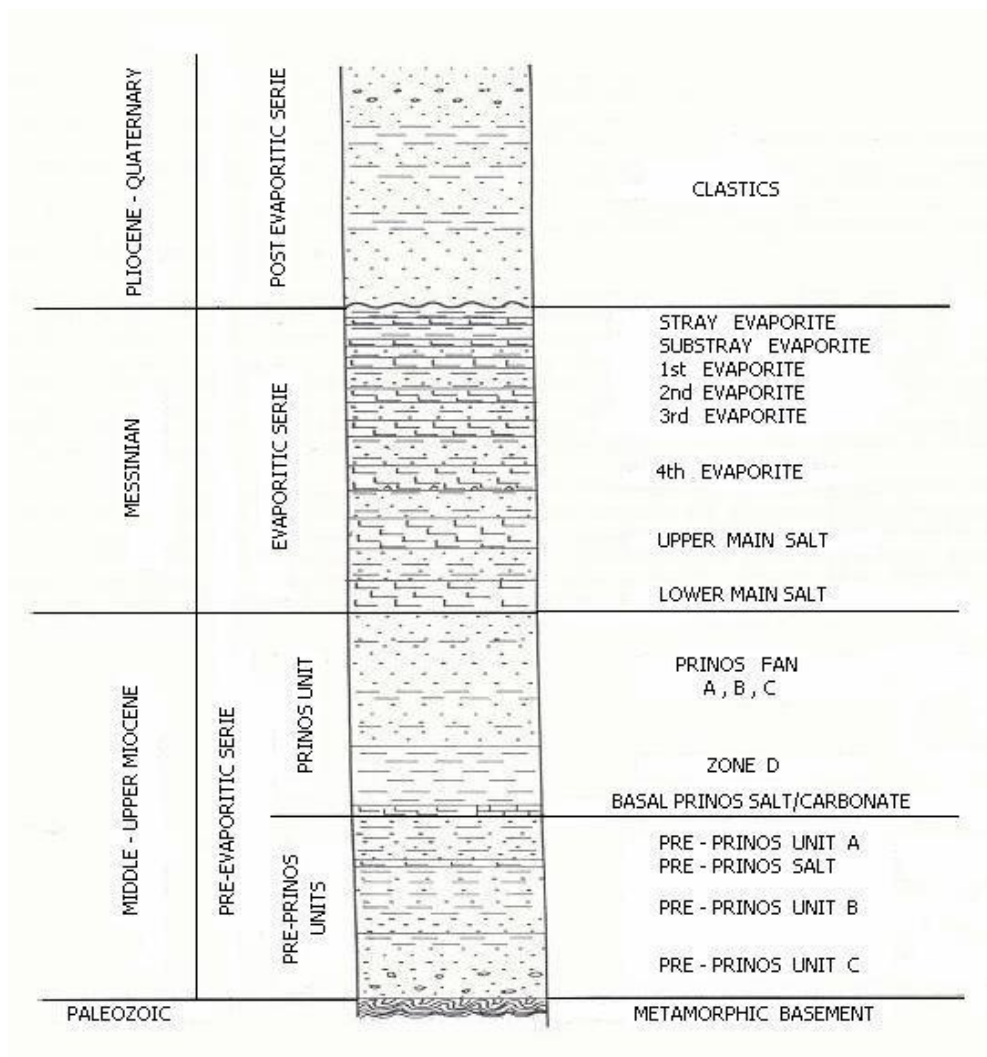 PLIOCENE - QUATERNARY
POST EVAPORITIC SERIE
CLASTICS
MESSINIAN
EVAPORITIC SERIE
STRAY EVAPORITE
SUBSTRAY EVAPORITE
1st EVAPORITE
2nd EVAPORITE
3rd EVAPORITE
4th EVAPORITE
UPPER MAIN SALT
LOWER MAIN SALT
MIDDLE - UPPER MIOCENE
PRE-EVAPORITIC SERIE
PRINOS UNIT
PRINOS FAN
A , B , C
ZONE D
BASAL PRINOS SALT/CARBONATE
PRE-PRINOS
UNITS
PRE - PRINOS UNIT A
PRE - PRINOS SALT
PRE - PRINOS UNIT B
PRE - PRINOS UNIT C
PALEOZOIC
METAMORPHIC BASEMENT